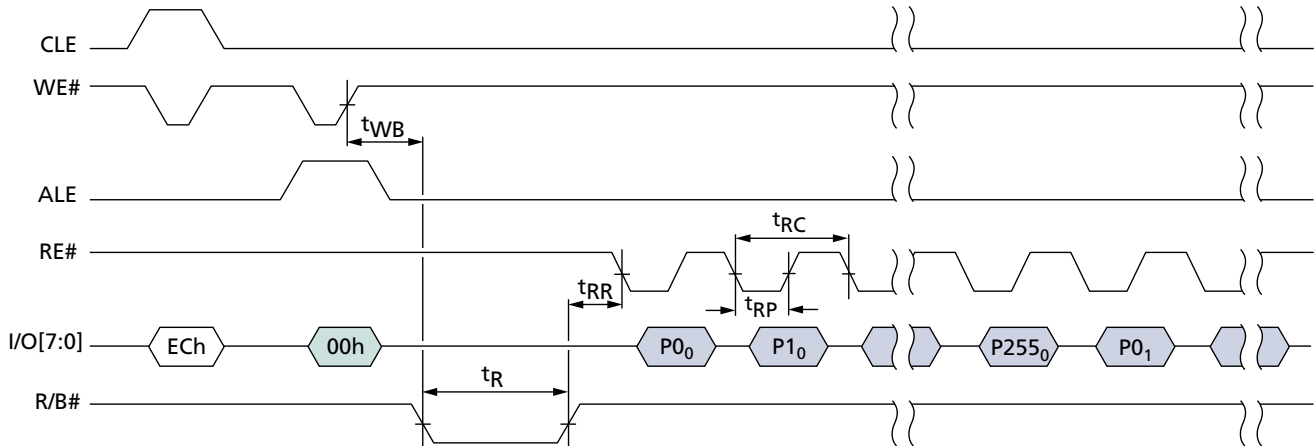 CLE
WE#
tWB
ALE
RE#
tRC
tRR
tRP
I/O[7:0]
ECh
00h
P0₀
P1₀
P255₀
P0₁
tR
R/B#